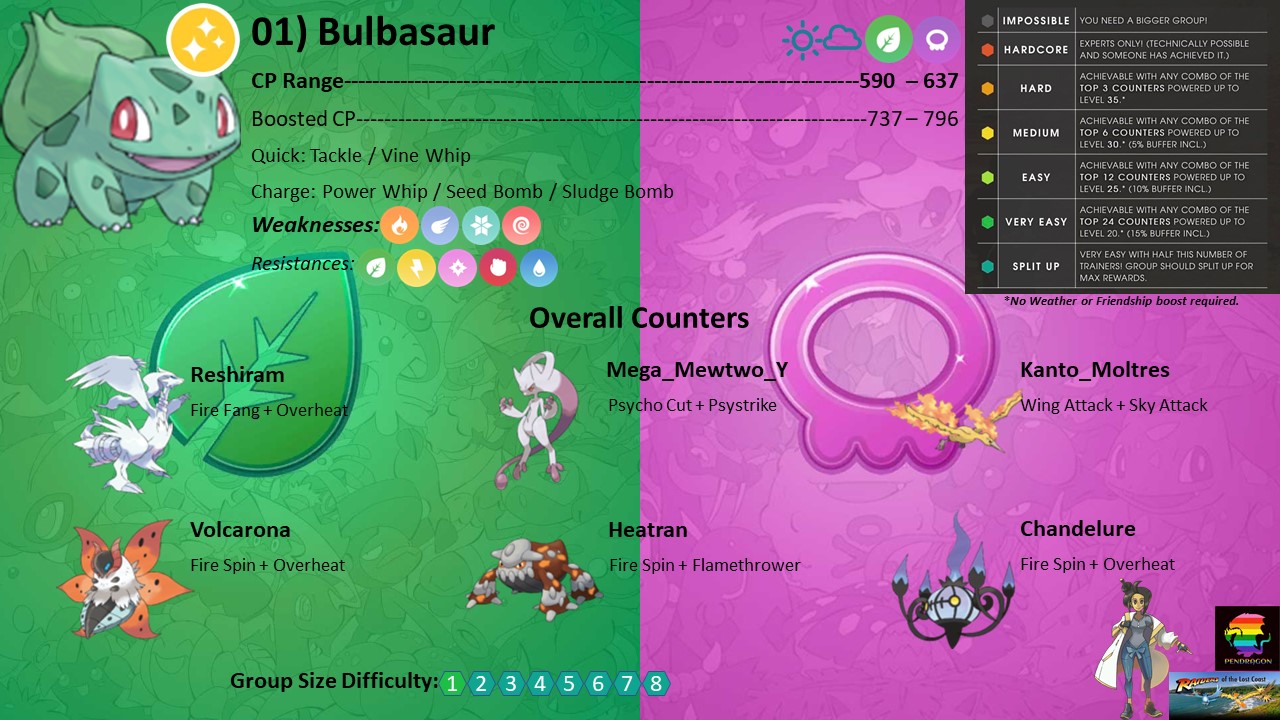 01) Bulbasaur
CP Range-----------------------------------------------------------------------------------590 – 637
Boosted CP-----------------------------------------------------------------------------------737 – 796
Quick: Tackle / Vine Whip
Charge: Power Whip / Seed Bomb / Sludge Bomb
Weaknesses:
Resistances:
IMPOSSIBLE YOU NEED A BIGGER GROUP!
HARDCORE EXPERTS ONLY! (TECHNICALLY POSSIBLE
AND SOMEONE HAS ACHIEVED IT.)
HARD ACHIEVABLE WITH ANY COMBO OF THE
TOP 3 COUNTERS POWERED UP TO
LEVEL 35.*
MEDIUM ACHIEVABLE WITH ANY COMBO OF THE
TOP 6 COUNTERS POWERED UP TO
LEVEL 30.* (5% BUFFER INCL.)
EASY ACHIEVABLE WITH ANY COMBO OF THE
TOP 12 COUNTERS POWERED UP TO
LEVEL 25.* (10% BUFFER INCL.)
VERY EASY ACHIEVABLE WITH ANY COMBO OF THE
TOP 24 COUNTERS POWERED UP TO
LEVEL 20.* (15% BUFFER INCL.)
SPLIT UP VERY EASY WITH HALF THIS NUMBER OF
TRAINERS! GROUP SHOULD SPLIT UP FOR
MAX REWARDS.
*No Weather or Friendship boost required.
Overall Counters
Reshiram
Fire Fang + Overheat
Mega_Mewtwo_Y
Psycho Cut + Psystrike
Kanto_Moltres
Wing Attack + Sky Attack
Volcarona
Fire Spin + Overheat
Heatran
Fire Spin + Flamethrower
Chandelure
Fire Spin + Overheat
Group Size Difficulty: 1 2 3 4 5 6 7 8
PENDRAGON
RAIDERS of the Lost Coast